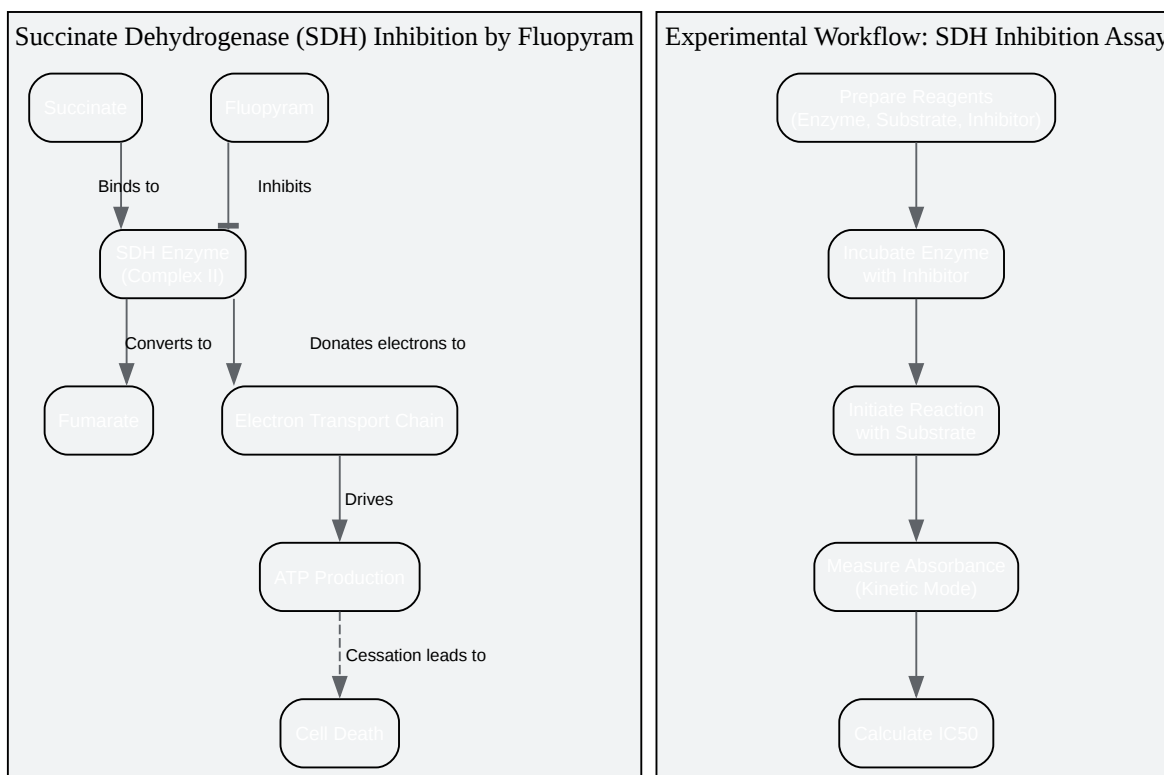 Succinate Dehydrogenase (SDH) Inhibition by Fluopyram
Succinate
Fluopyram
Binds to
Inhibits
SDH Enzyme
(Complex II)
Converts to
Donates electrons to
Fumarate
Electron Transport Chain
Drives
ATP Production
Cessation leads to
Cell Death
Experimental Workflow: SDH Inhibition Assay
Prepare Reagents
(Enzyme, Substrate, Inhibitor)
Incubate Enzyme
with Inhibitor
Initiate Reaction
with Substrate
Measure Absorbance
(Kinetic Mode)
Calculate IC50